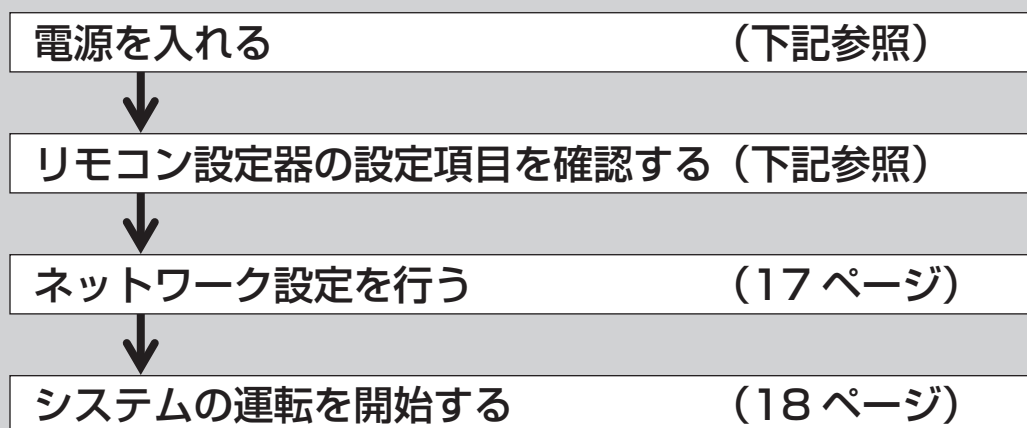 電源を入れる （下記参照）
リモコン設定器の設定項目を確認する（下記参照）
ネットワーク設定を行う （17 ページ）
システムの運転を開始する （18 ページ）